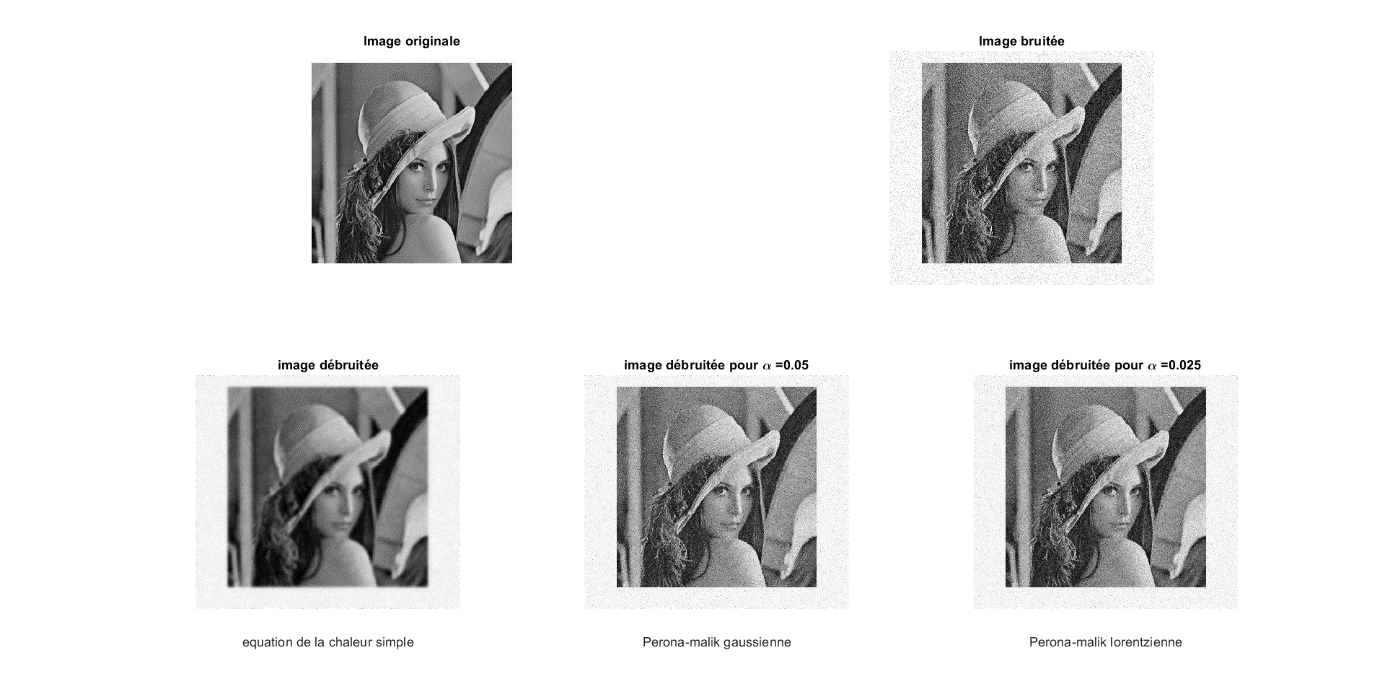 Image originale
Image bruitée
image débruitée
image débruitée pour α =0.05
image débruitée pour α =0.025
equation de la chaleur simple
Perona-malik gaussienne
Perona-malik lorentzienne